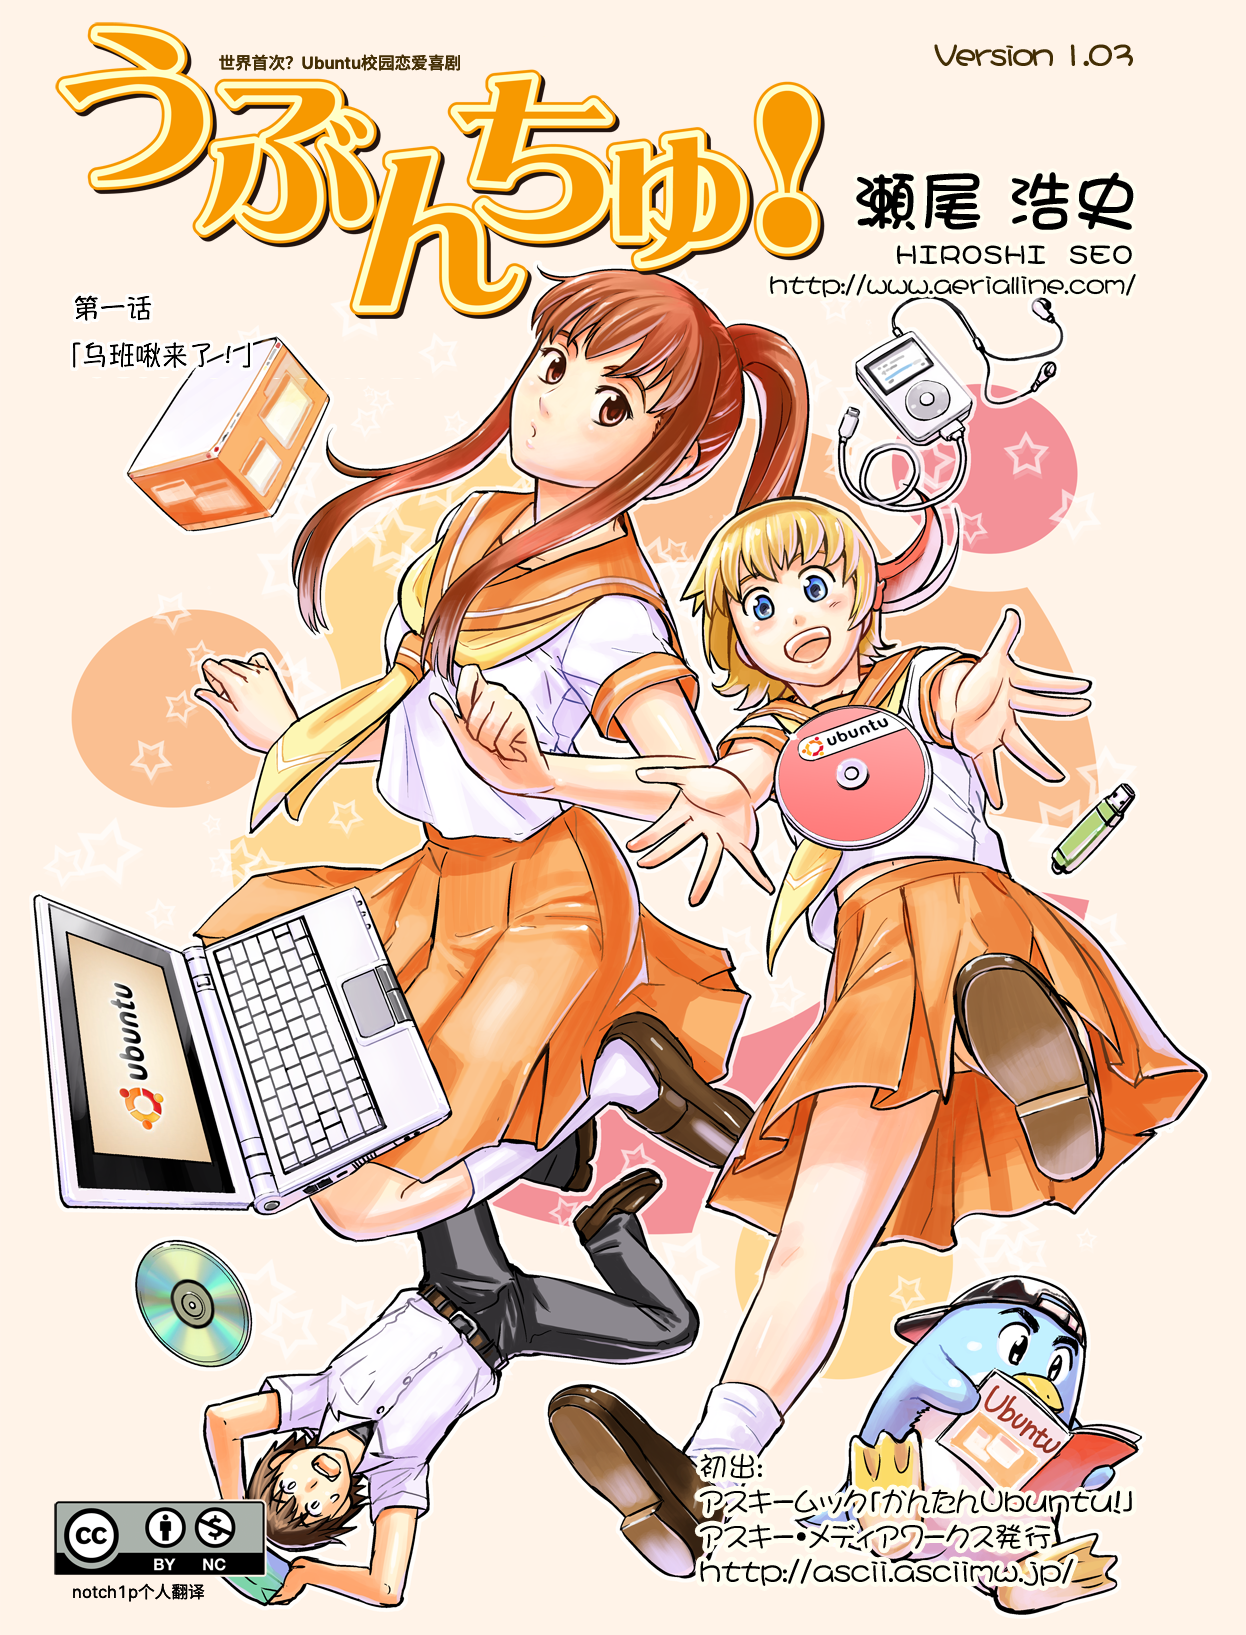 世界首次？Ubuntu校园恋爱喜剧
Version 1.03
うぶんちゅ！
瀬尾 浩史
HIROSHI SEO
http://www.aerialline.com/
第一话
「乌班啾来了！」
ubuntu
ubuntu
Ubuntu
初出：
アスキームック「かんたんUbuntu!」
アスキー・メディアワークス発行
http://ascii.asciimw.jp/
cc
BY NC
notch1p个人翻译